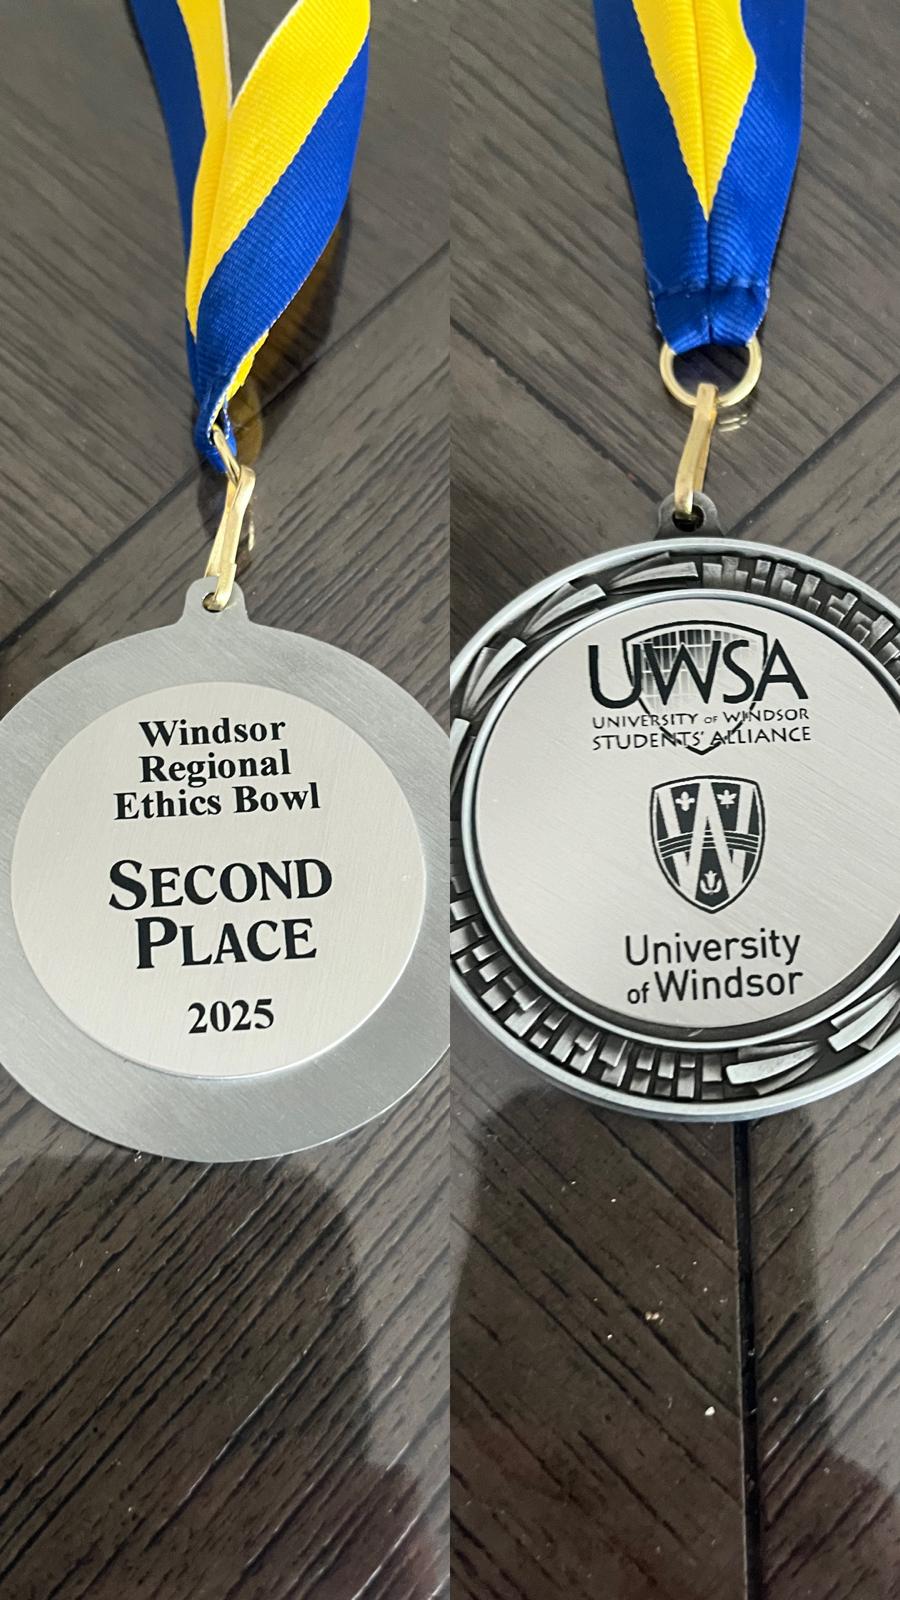 Windsor
Regional
Ethics Bowl
SECOND
PLACE
2025
UWSA
UNIVERSITY OF WINDSOR
STUDENTS' ALLIANCE
University
of Windsor